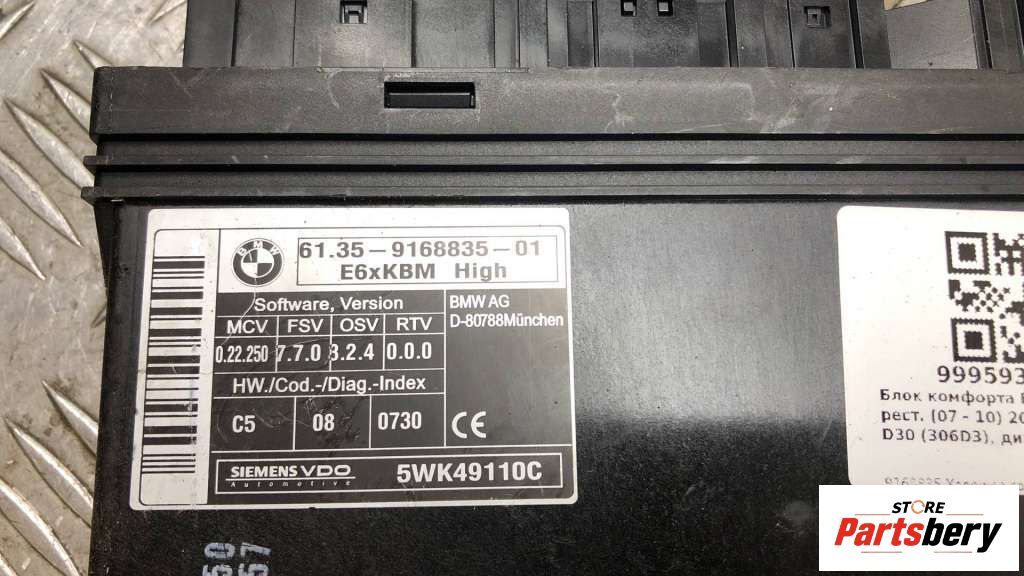 BMW
61.35-9168835-01
E6xKBM High
Software, Version
MCV FSV OSV RTV
0.22.250 7.7.0 3.2.4 0.0.0
HW./Cod.-/Diag.-Index
C5 08 0730
BMW AG
D-80788München
CE
SIEMENS VDO
Automotive
5WK49110C
999593
Блок комфорта
рест. (07 - 10) 20
D30 (306D3), ди
STORE
Partsbery